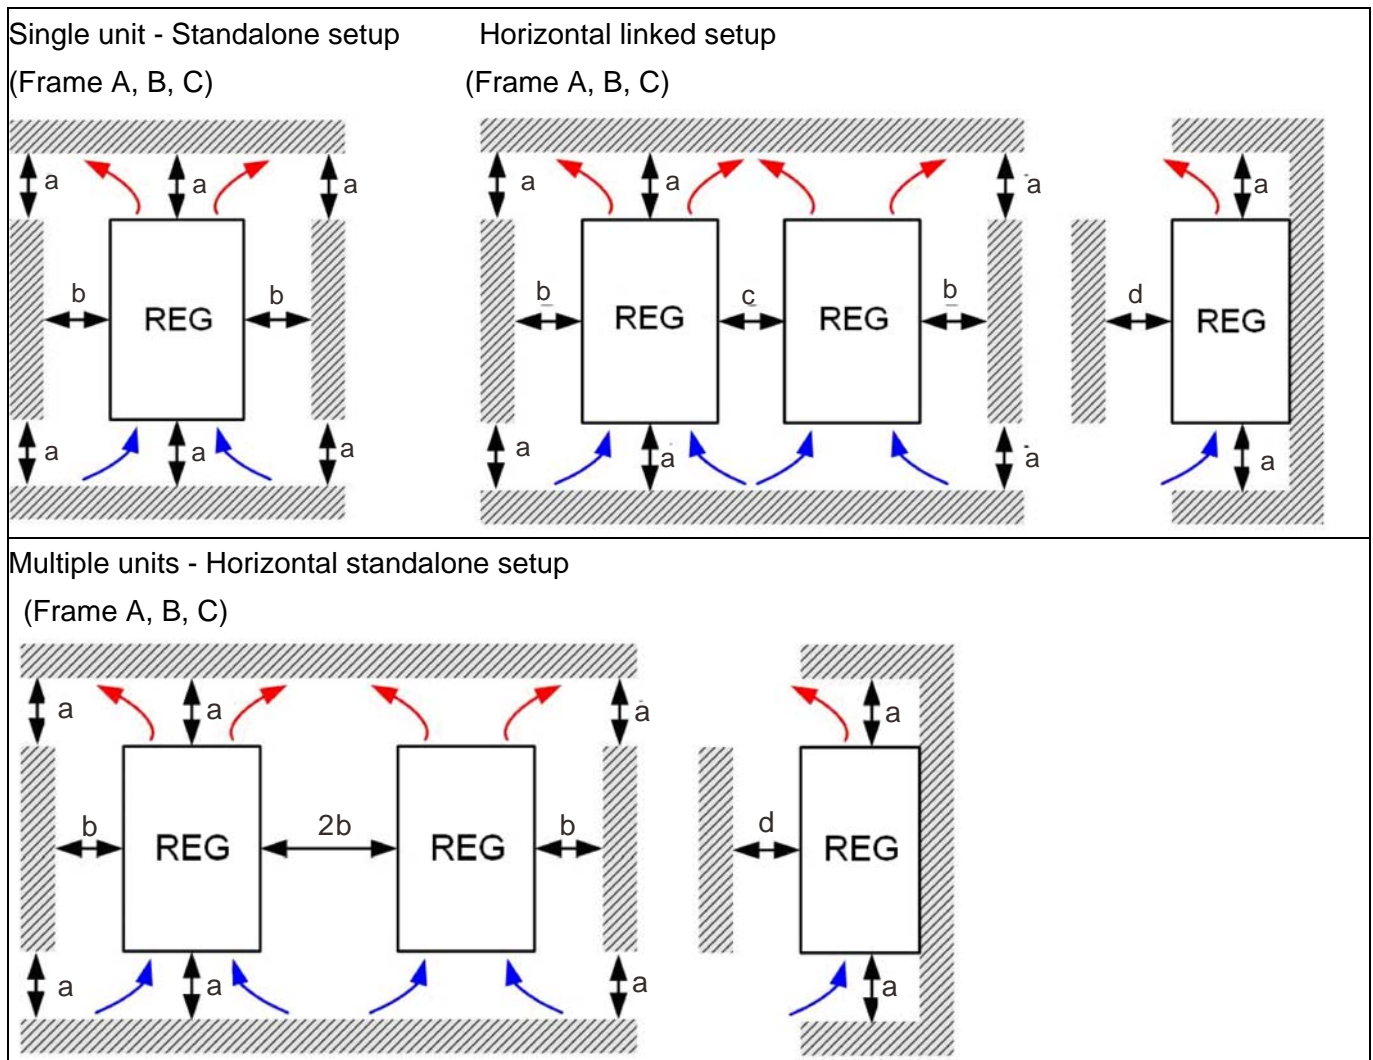 Single unit - Standalone setup Horizontal linked setup
(Frame A, B, C) (Frame A, B, C)
a a a a a a a
b REG b b REG c REG b d REG
a a a a a a a
Multiple units - Horizontal standalone setup
(Frame A, B, C)
a a a a
b REG 2b REG b d REG
a a a a